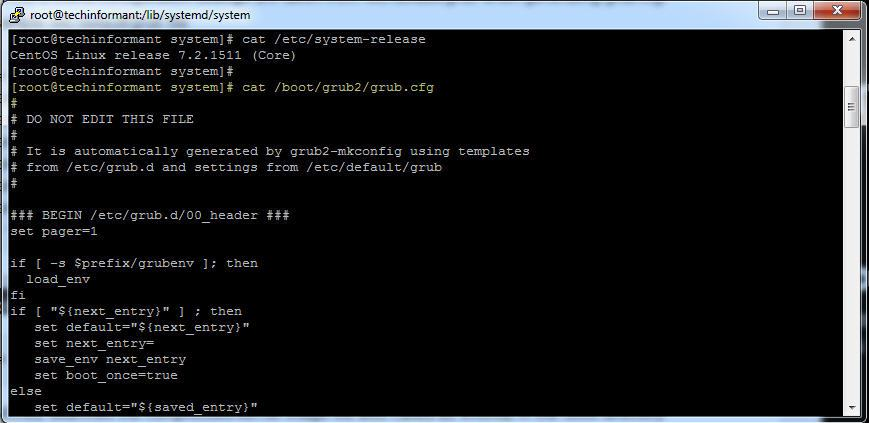 root@techinformant:/lib/systemd/system
[root@techinformant system]# cat /etc/system-release
CentOS Linux release 7.2.1511 (Core)
[root@techinformant system]#
[root@techinformant system]# cat /boot/grub2/grub.cfg
#
# DO NOT EDIT THIS FILE
#
# It is automatically generated by grub2-mkconfig using templates
# from /etc/grub.d and settings from /etc/default/grub
#
### BEGIN /etc/grub.d/00_header ###
set pager=1
if [ -s $prefix/grubenv ]; then
  load_env
fi
if [ "${next_entry}" ] ; then
   set default="${next_entry}"
   set next_entry=
   save_env next_entry
   set boot_once=true
else
   set default="${saved_entry}"